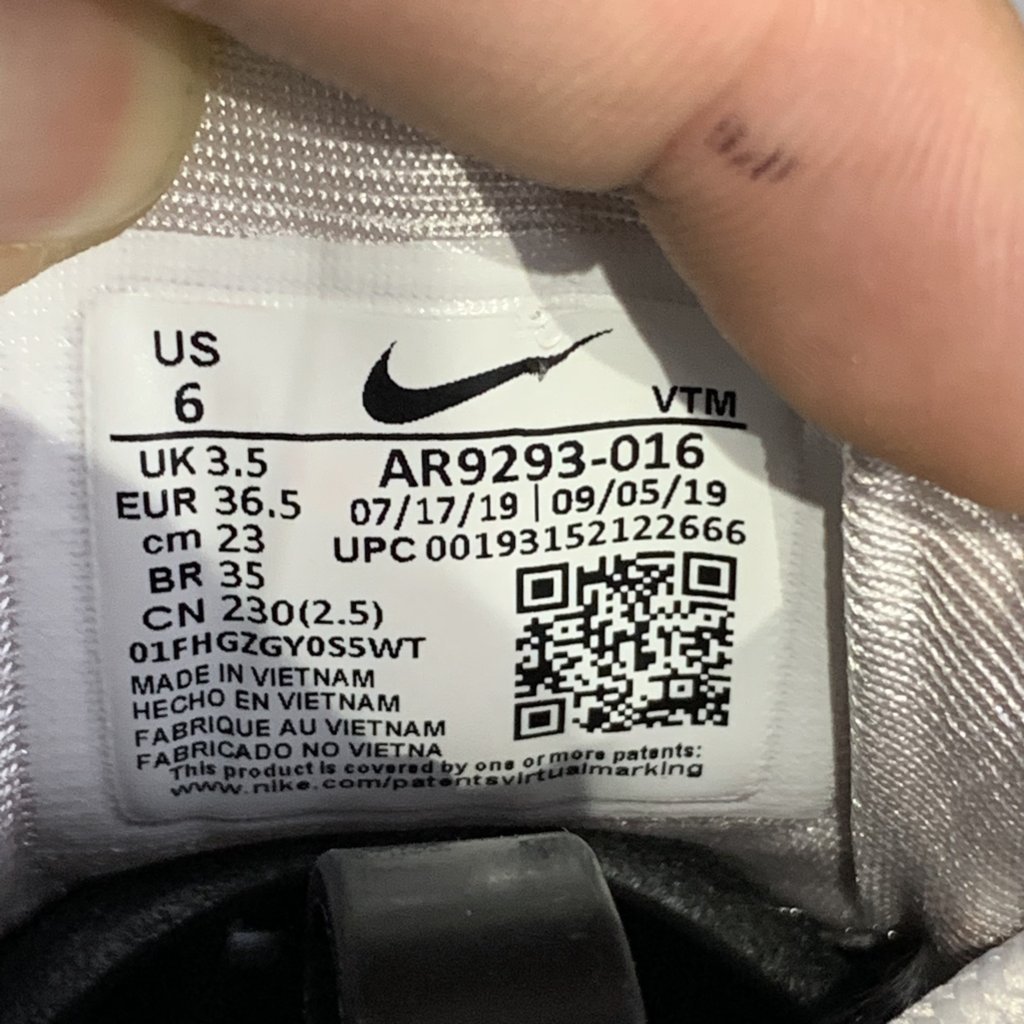 US
6
VTM
UK 3.5
EUR 36.5
cm 23
BR 35
CN 230(2.5)
AR9293-016
07/17/19 | 09/05/19
UPC 00193152122666
01FHGZGY0S5WT
MADE IN VIETNAM
HECHO EN VIETNAM
FABRIQUE AU VIETNAM
FABRICADO NO VIETNA
This product is covered by one or more patents:
www.nike.com/patentsvirtualmarking